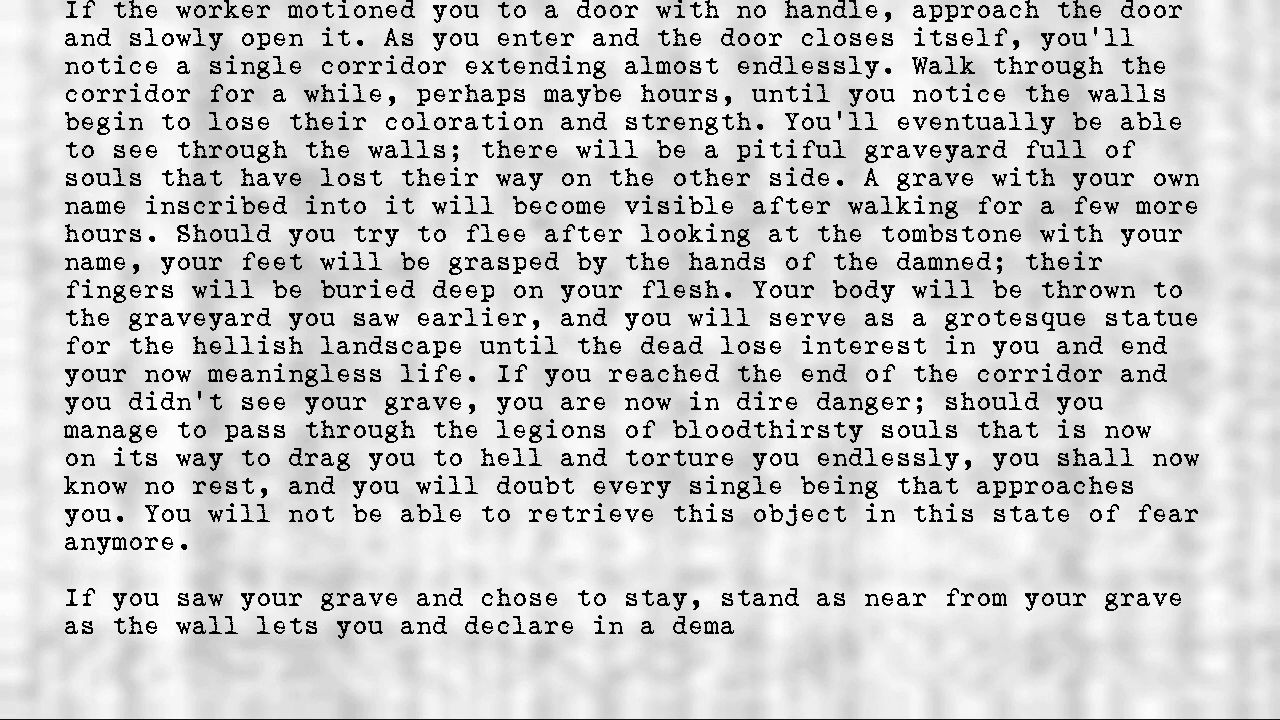 If the worker motioned you to a door with no handle, approach the door
and slowly open it. As you enter and the door closes itself, you'll
notice a single corridor extending almost endlessly. Walk through the
corridor for a while, perhaps maybe hours, until you notice the walls
begin to lose their coloration and strength. You'll eventually be able
to see through the walls; there will be a pitiful graveyard full of
souls that have lost their way on the other side. A grave with your own
name inscribed into it will become visible after walking for a few more
hours. Should you try to flee after looking at the tombstone with your
name, your feet will be grasped by the hands of the damned; their
fingers will be buried deep on your flesh. Your body will be thrown to
the graveyard you saw earlier, and you will serve as a grotesque statue
for the hellish landscape until the dead lose interest in you and end
your now meaningless life. If you reached the end of the corridor and
you didn't see your grave, you are now in dire danger; should you
manage to pass through the legions of bloodthirsty souls that is now
on its way to drag you to hell and torture you endlessly, you shall now
know no rest, and you will doubt every single being that approaches
you. You will not be able to retrieve this object in this state of fear
anymore.
If you saw your grave and chose to stay, stand as near from your grave
as the wall lets you and declare in a dema